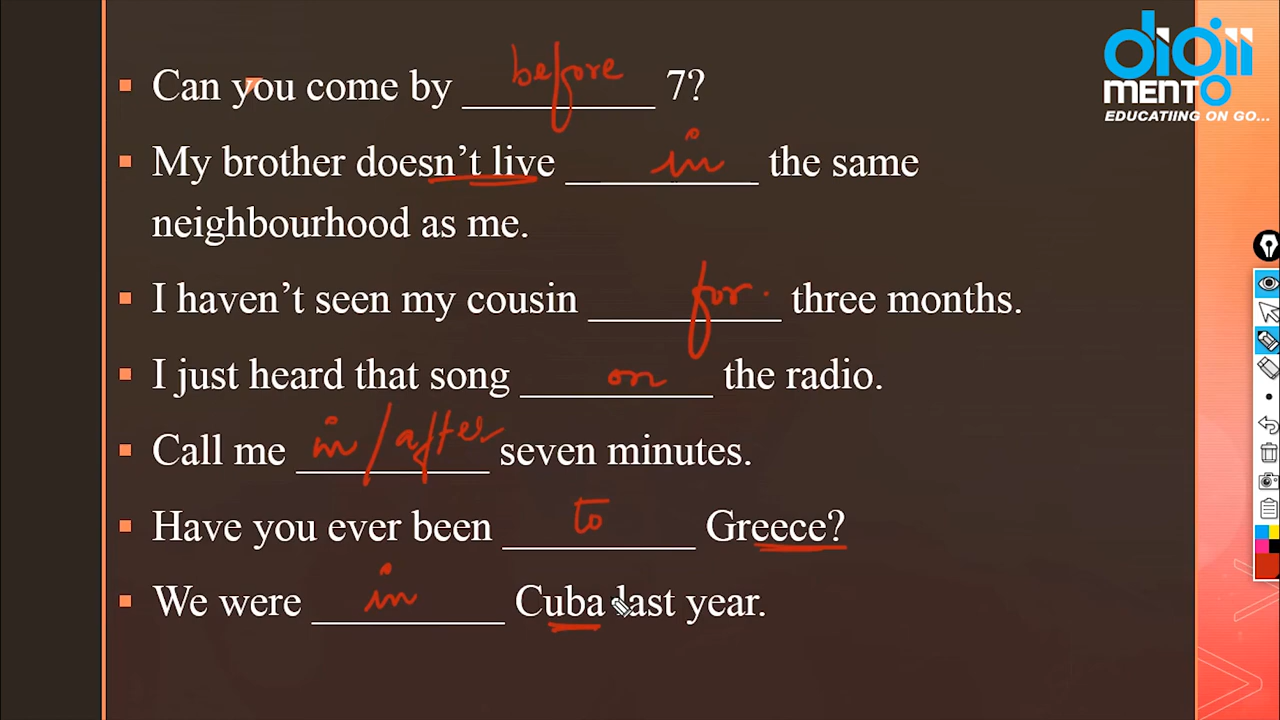 Can you come by before 7?
My brother doesn't live in the same
neighbourhood as me.
I haven't seen my cousin for. three months.
I just heard that song on the radio.
Call me in/after seven minutes.
Have you ever been to Greece?
We were in Cuba last year.
DIGII
MENTO
EDUCATIING ON GO...